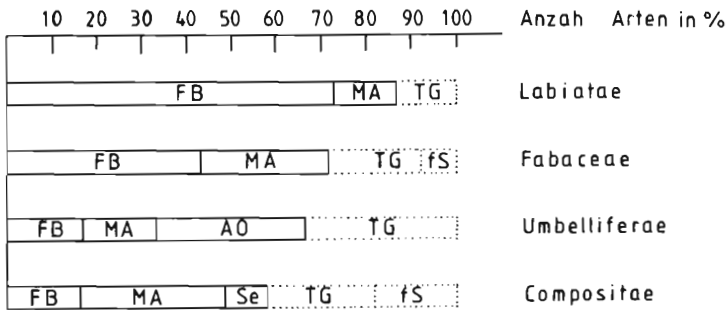 10 20 30 40 50 60 70 80 90 100 Anzah Arten in %
FB MA TG Labiatae
FB MA TG fS Fabaceae
FB MA AO TG Umbelliferae
FB MA Se TG fS Compositae